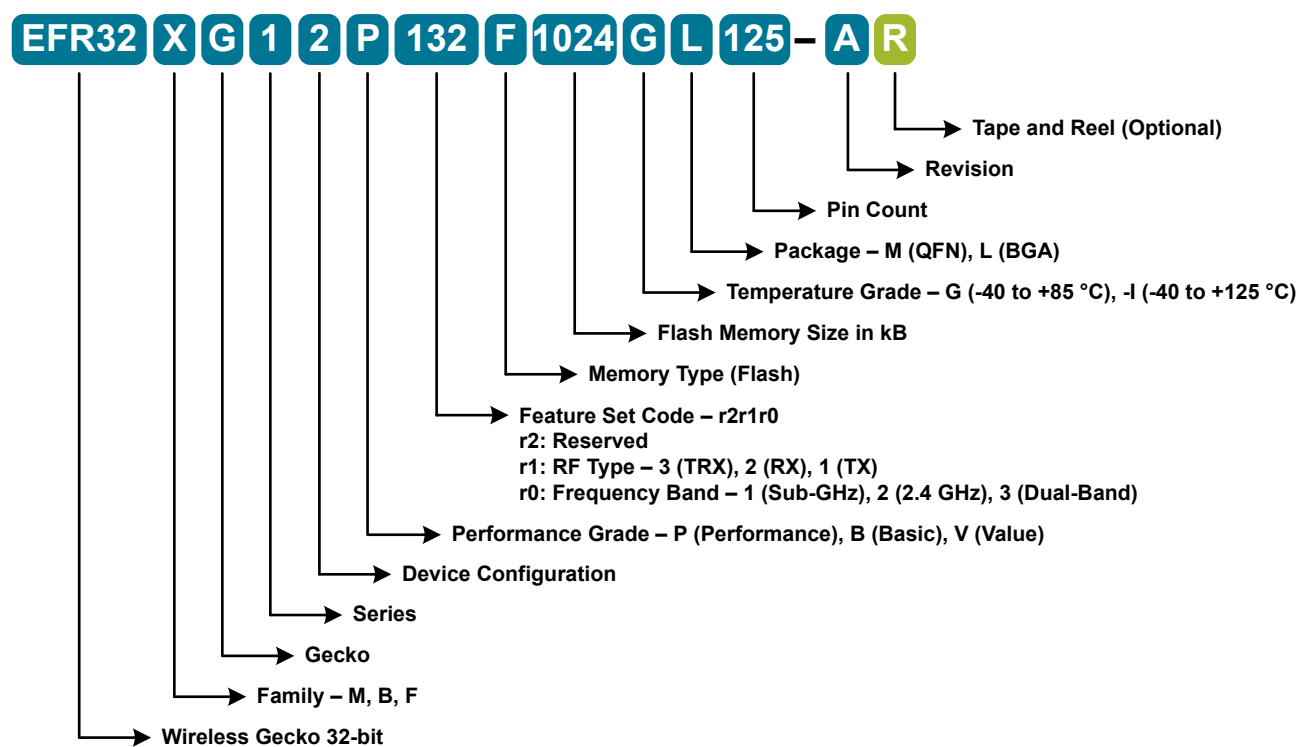 EFR32 X G 1 2 P 132 F 1024 G L 125 – A R
Tape and Reel (Optional)
Revision
Pin Count
Package – M (QFN), L (BGA)
Temperature Grade – G (-40 to +85 °C), -I (-40 to +125 °C)
Flash Memory Size in kB
Memory Type (Flash)
Feature Set Code – r2r1r0
r2: Reserved
r1: RF Type – 3 (TRX), 2 (RX), 1 (TX)
r0: Frequency Band – 1 (Sub-GHz), 2 (2.4 GHz), 3 (Dual-Band)
Performance Grade – P (Performance), B (Basic), V (Value)
Device Configuration
Series
Gecko
Family – M, B, F
Wireless Gecko 32-bit